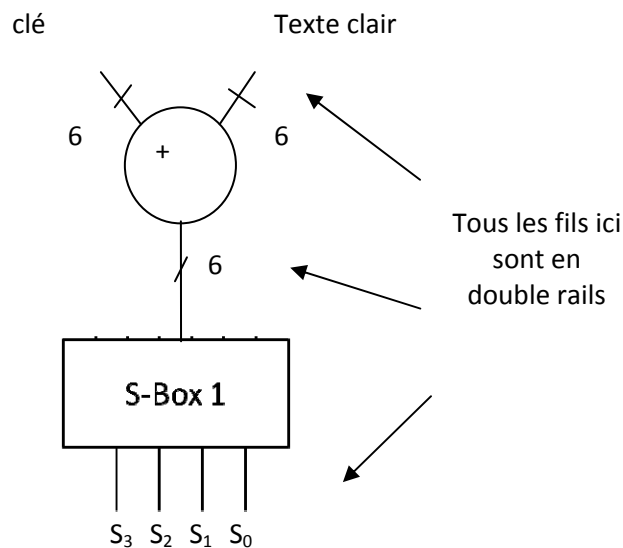 clé
Texte clair
6
+
6
6
Tous les fils ici
sont en
double rails
S-Box 1
S3 S2 S1 S0